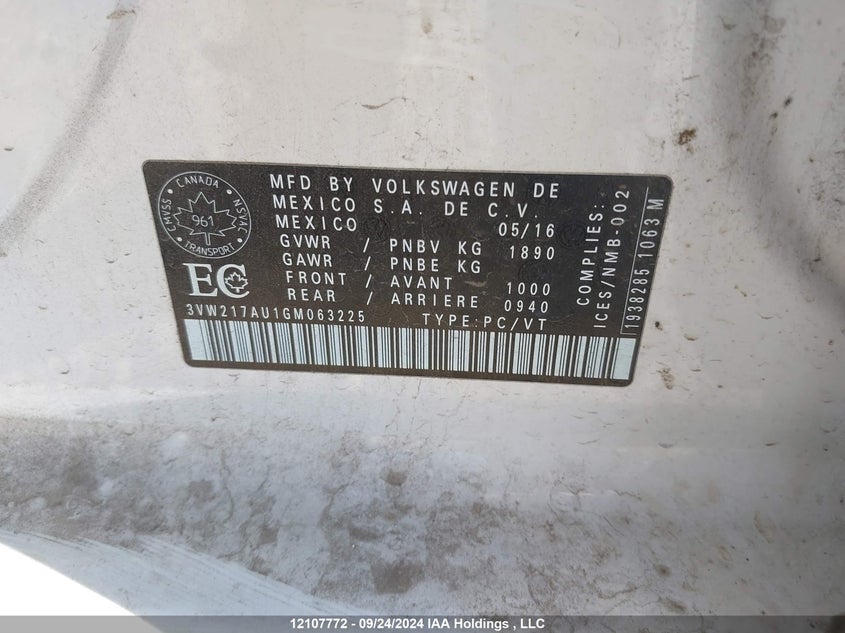 CANADA
CMVSS
NSVAC
961
TRANSPORT
EC
MFD BY VOLKSWAGEN DE
MEXICO S.A. DE C.V.
MEXICO 05/16
GVWR / PNBV KG 1890
GAWR / PNBE KG
FRONT / AVANT 1000
REAR / ARRIERE 0940
3VW217AU1GM063225 TYPE:PC/VT
COMPLIES:
ICES/NMB-002
1938285 1063 M
12107772 - 09/24/2024 IAA Holdings , LLC